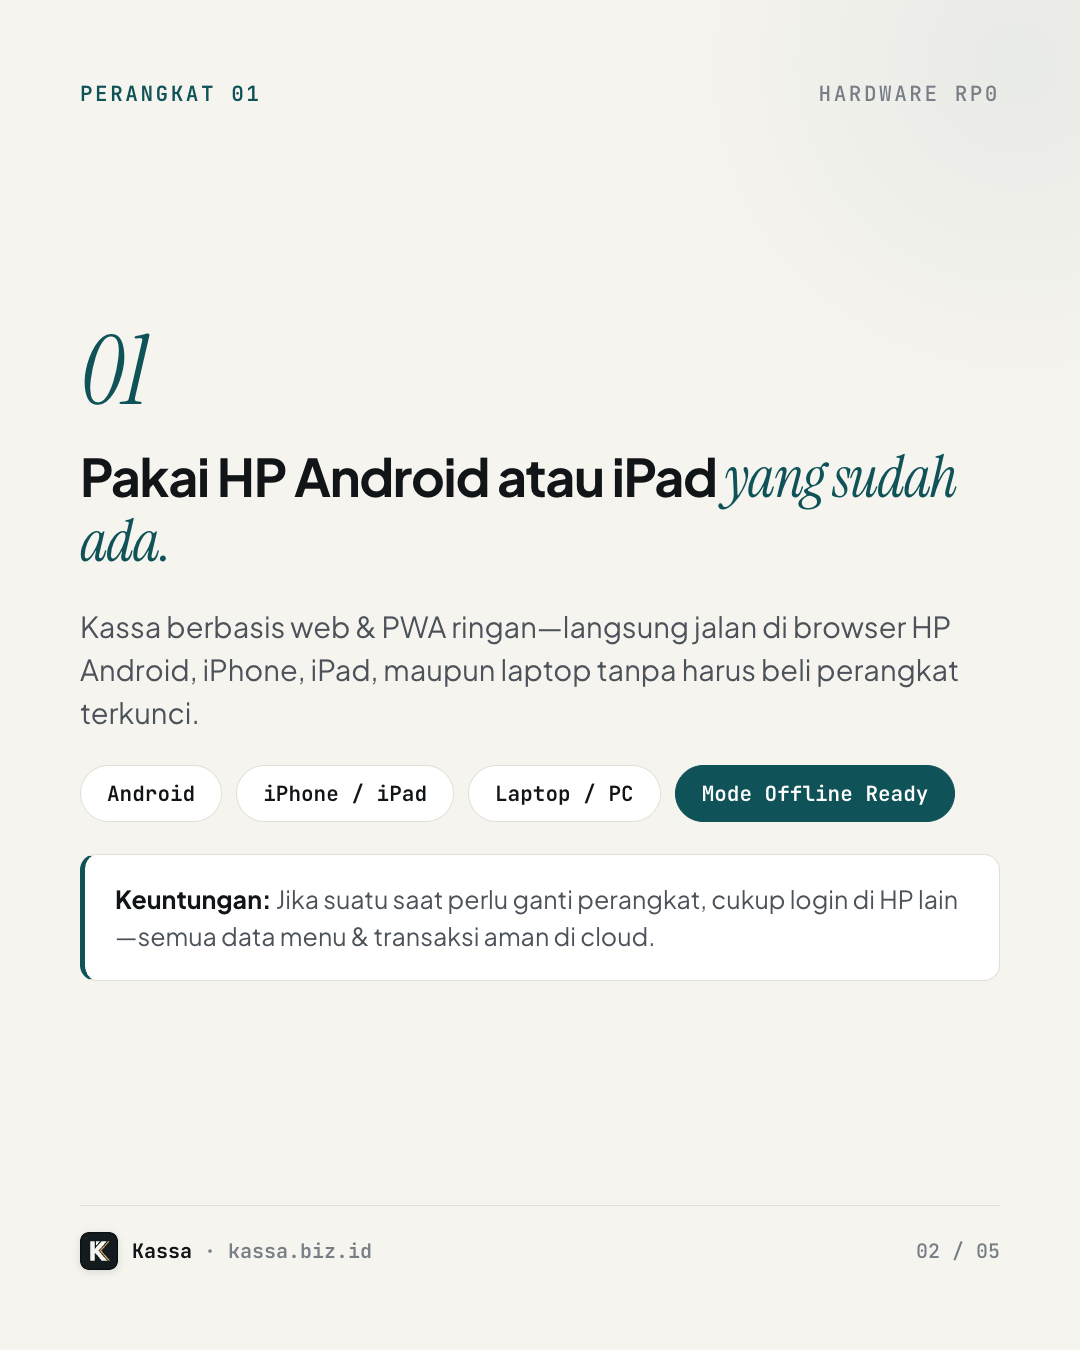 PERANGKAT 01
HARDWARE RP0
01
Pakai HP Android atau iPad yang sudah
ada.
Kassa berbasis web & PWA ringan—langsung jalan di browser HP
Android, iPhone, iPad, maupun laptop tanpa harus beli perangkat
terkunci.
Android
iPhone / iPad
Laptop / PC
Mode Offline Ready
Keuntungan: Jika suatu saat perlu ganti perangkat, cukup login di HP lain
—semua data menu & transaksi aman di cloud.
K
Kassa · kassa.biz.id
02 / 05